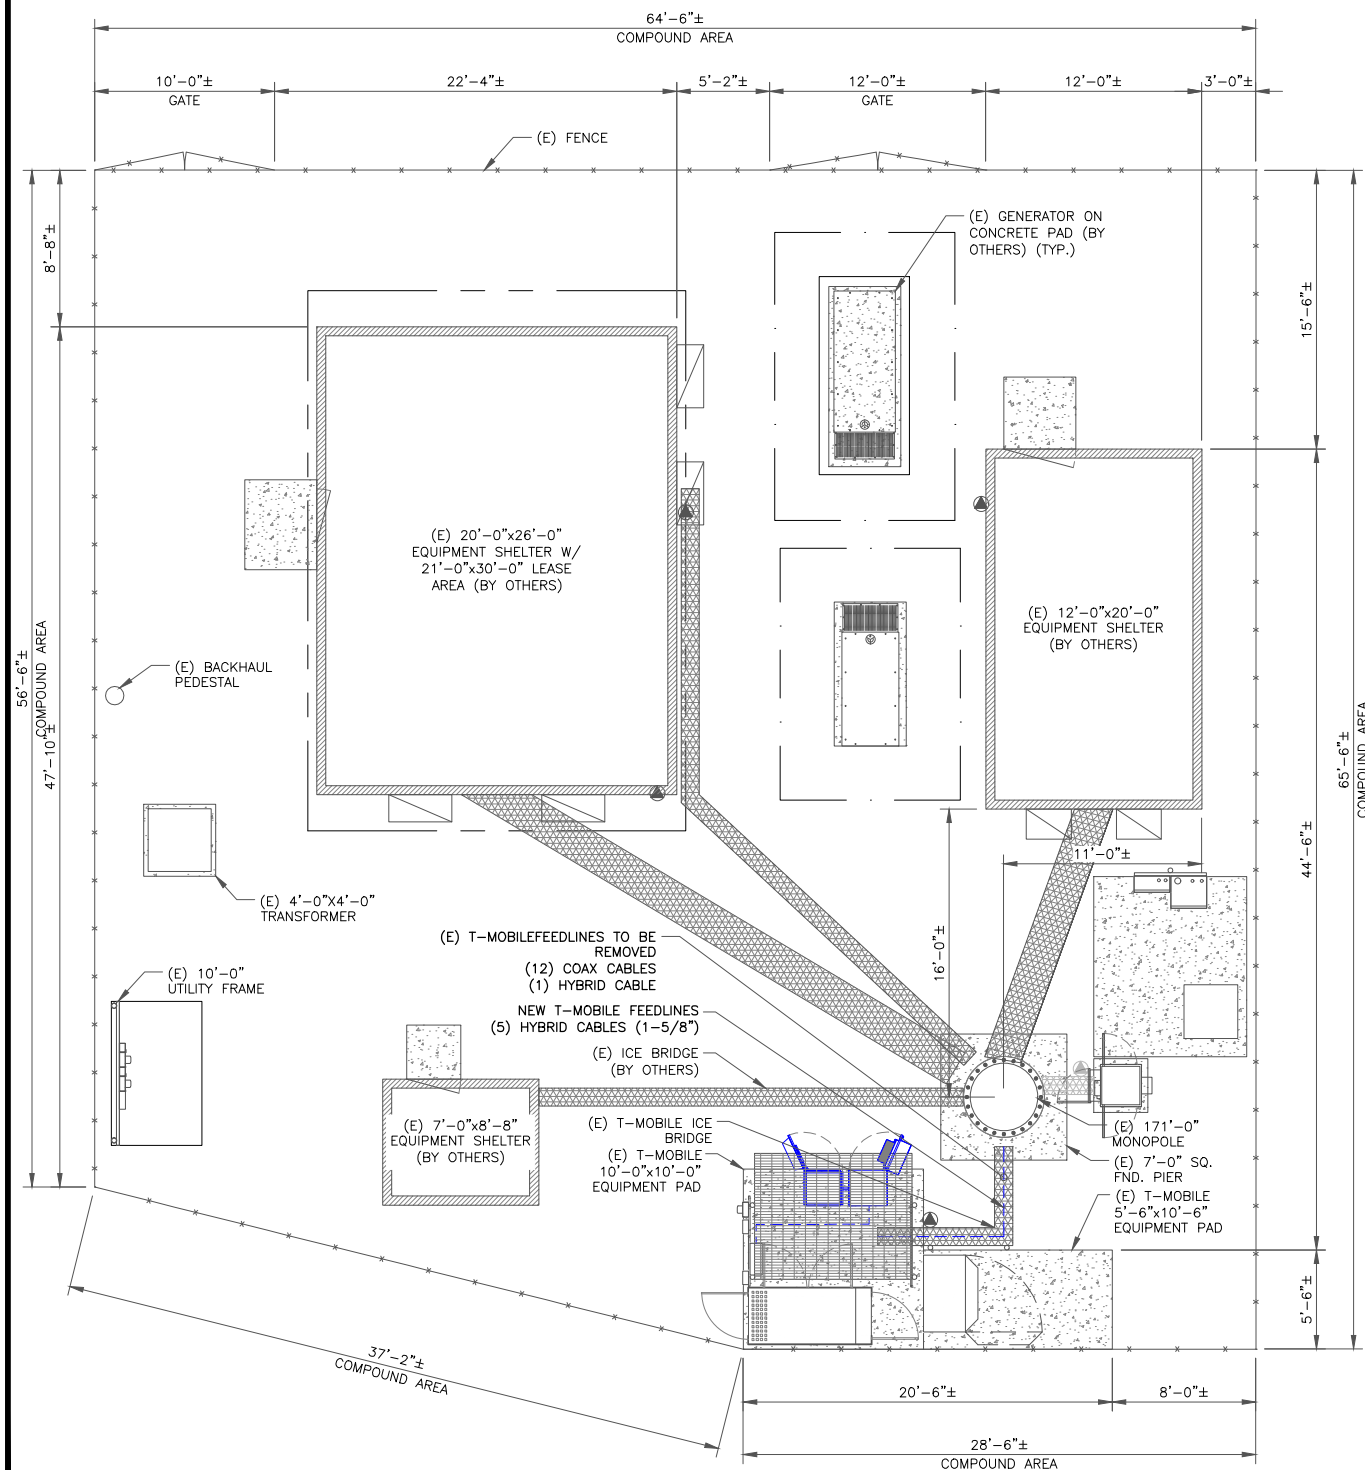 64'-6"±
COMPOUND AREA
10'-0"±
GATE
22'-4"±
5'-2"±
12'-0"±
GATE
12'-0"±
3'-0"±
(E) FENCE
8'-8"±
(E) GENERATOR ON
CONCRETE PAD (BY
OTHERS) (TYP.)
15'-6"±
(E) 20'-0"x26'-0"
EQUIPMENT SHELTER W/
21'-0"x30'-0" LEASE
AREA (BY OTHERS)
(E) 12'-0"x20'-0"
EQUIPMENT SHELTER
(BY OTHERS)
56'-6"±
COMPOUND AREA
47'-10"±
(E) BACKHAUL
PEDESTAL
65'-6"±
COMPOUND AREA
44'-6"±
11'-0"±
16'-0"±
(E) 4'-0"X4'-0"
TRANSFORMER
(E) T-MOBILEFEEDLINES TO BE
REMOVED
(12) COAX CABLES
(1) HYBRID CABLE
(E) 10'-0"
UTILITY FRAME
NEW T-MOBILE FEEDLINES
(5) HYBRID CABLES (1-5/8")
(E) ICE BRIDGE
(BY OTHERS)
(E) 7'-0"x8'-8"
EQUIPMENT SHELTER
(BY OTHERS)
(E) T-MOBILE ICE
BRIDGE
(E) T-MOBILE
10'-0"x10'-0"
EQUIPMENT PAD
(E) 171'-0"
MONOPOLE
(E) 7'-0" SQ.
FND. PIER
(E) T-MOBILE
5'-6"x10'-6"
EQUIPMENT PAD
5'-6"±
37'-2"±
COMPOUND AREA
20'-6"±
8'-0"±
28'-6"±
COMPOUND AREA